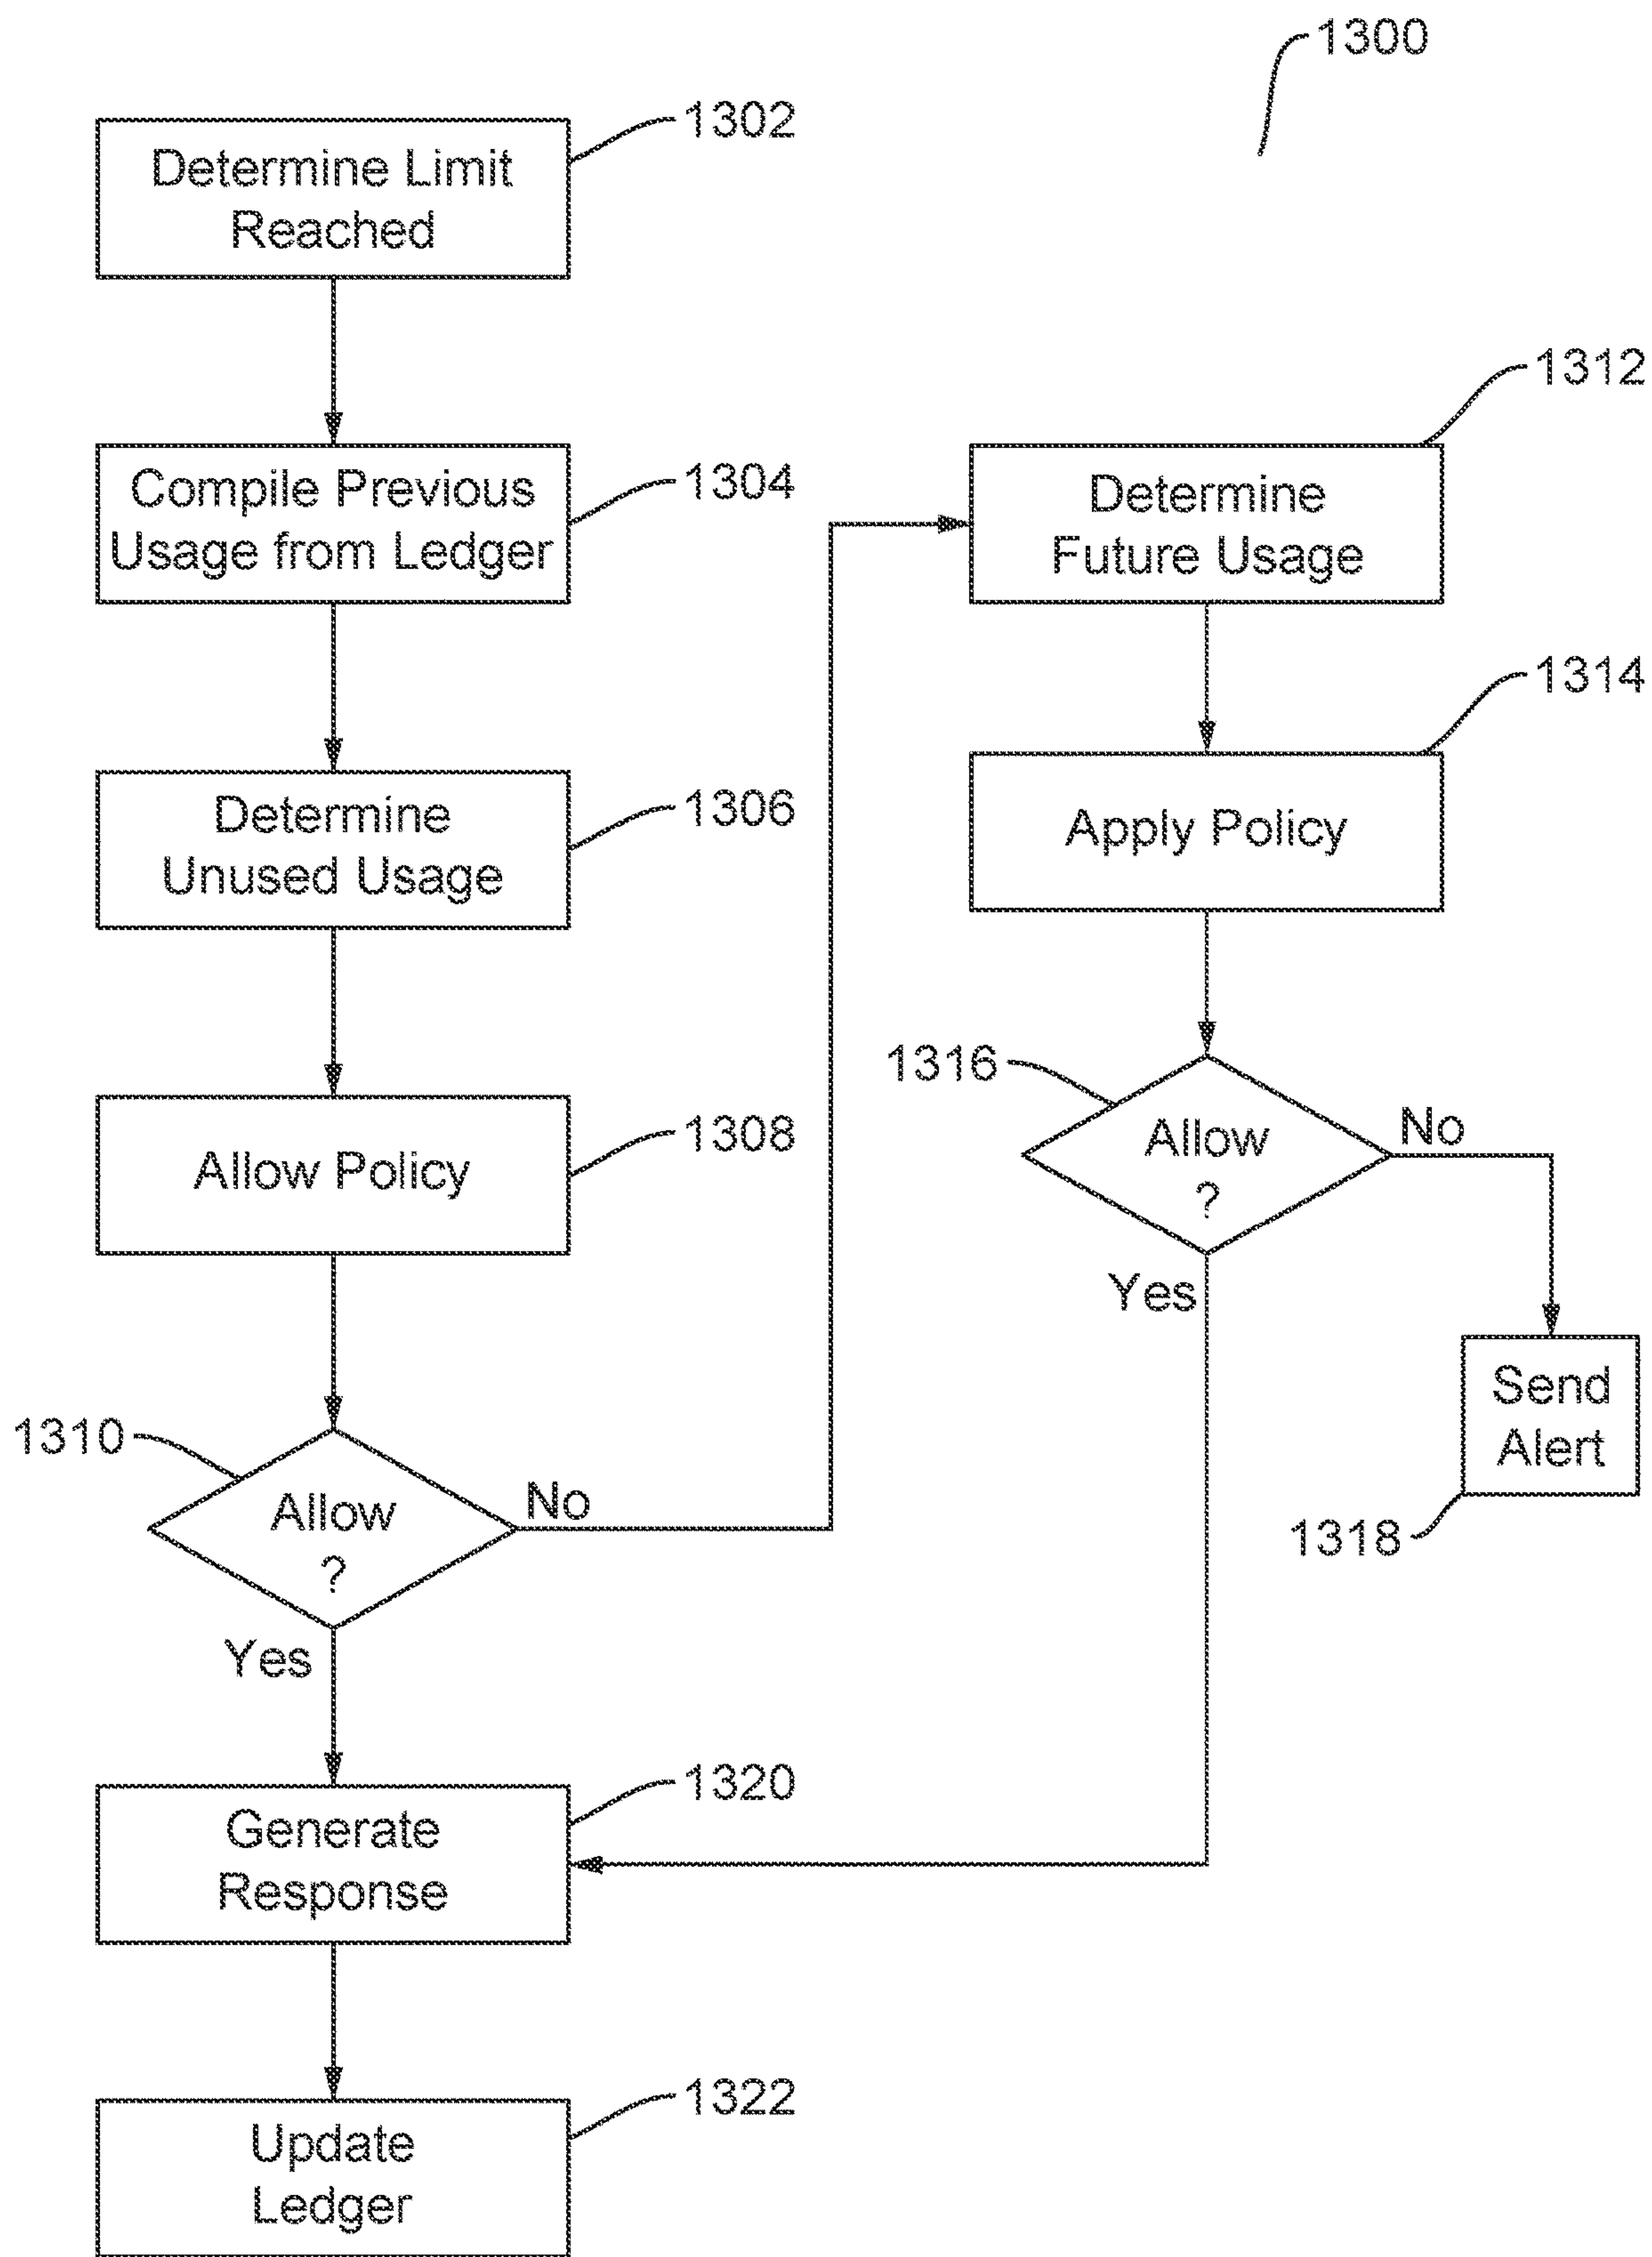 1300
1302
Determine Limit
Reached
1304
Compile Previous
Usage from Ledger
1306
Determine
Unused Usage
1308
Allow Policy
1310
Allow
?
No
Yes
1312
Determine
Future Usage
1314
Apply Policy
1316
Allow
?
No
Yes
Send
Alert
1318
1320
Generate
Response
1322
Update
Ledger